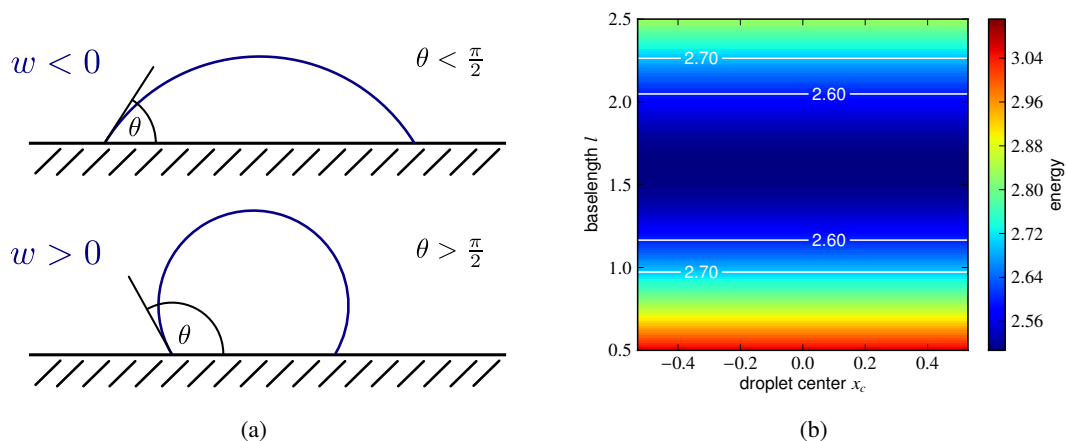 w < 0
θ < π/2
θ
w > 0
θ > π/2
θ
(a)
baselength l
2.5
2.0
1.5
1.0
0.5
2.70
2.60
2.60
2.70
−0.4 −0.2 0.0 0.2 0.4
droplet center x_c
3.04
2.96
2.88
2.80
2.72
2.64
2.56
energy
(b)